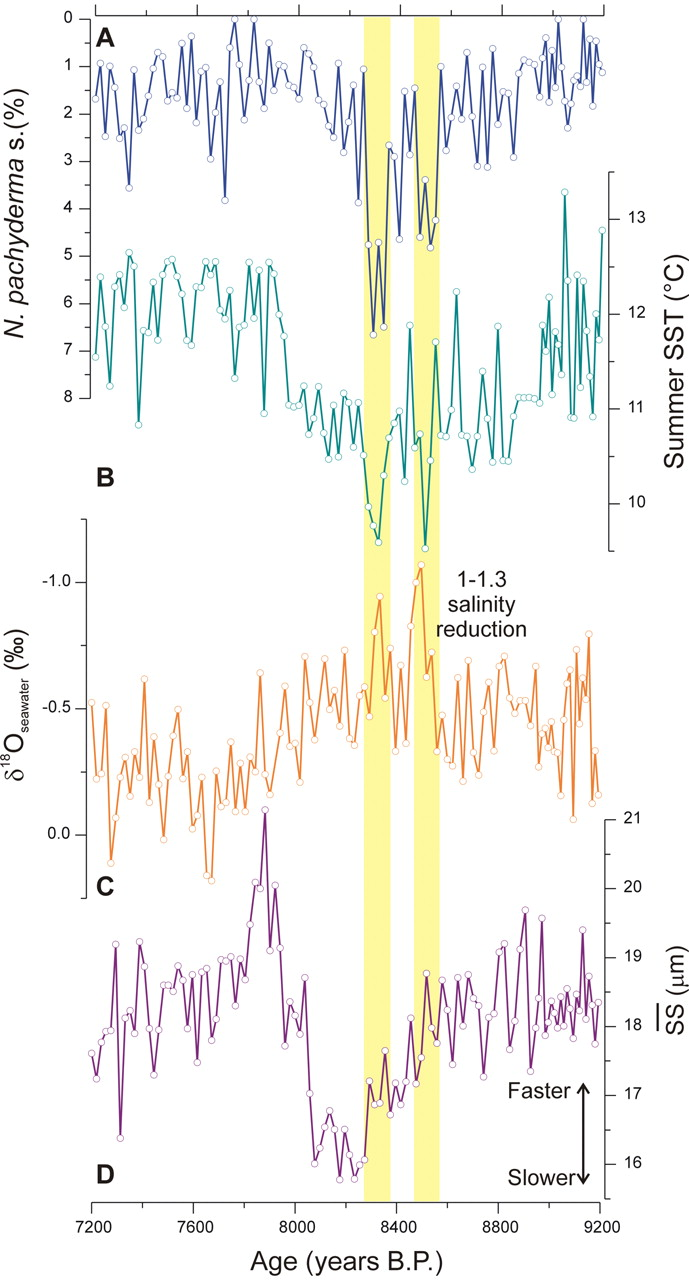 A
0
1
2
3
4
5
6
7
8
N. pachyderma s.(%)
13
12
11
10
Summer SST (°C)
B
-1.0
-0.5
0.0
δ¹⁸Oseawater (‰)
1-1.3
salinity
reduction
C
21
20
19
18
17
16
SS (μm)
Faster
Slower
D
7200 7600 8000 8400 8800 9200
Age (years B.P.)